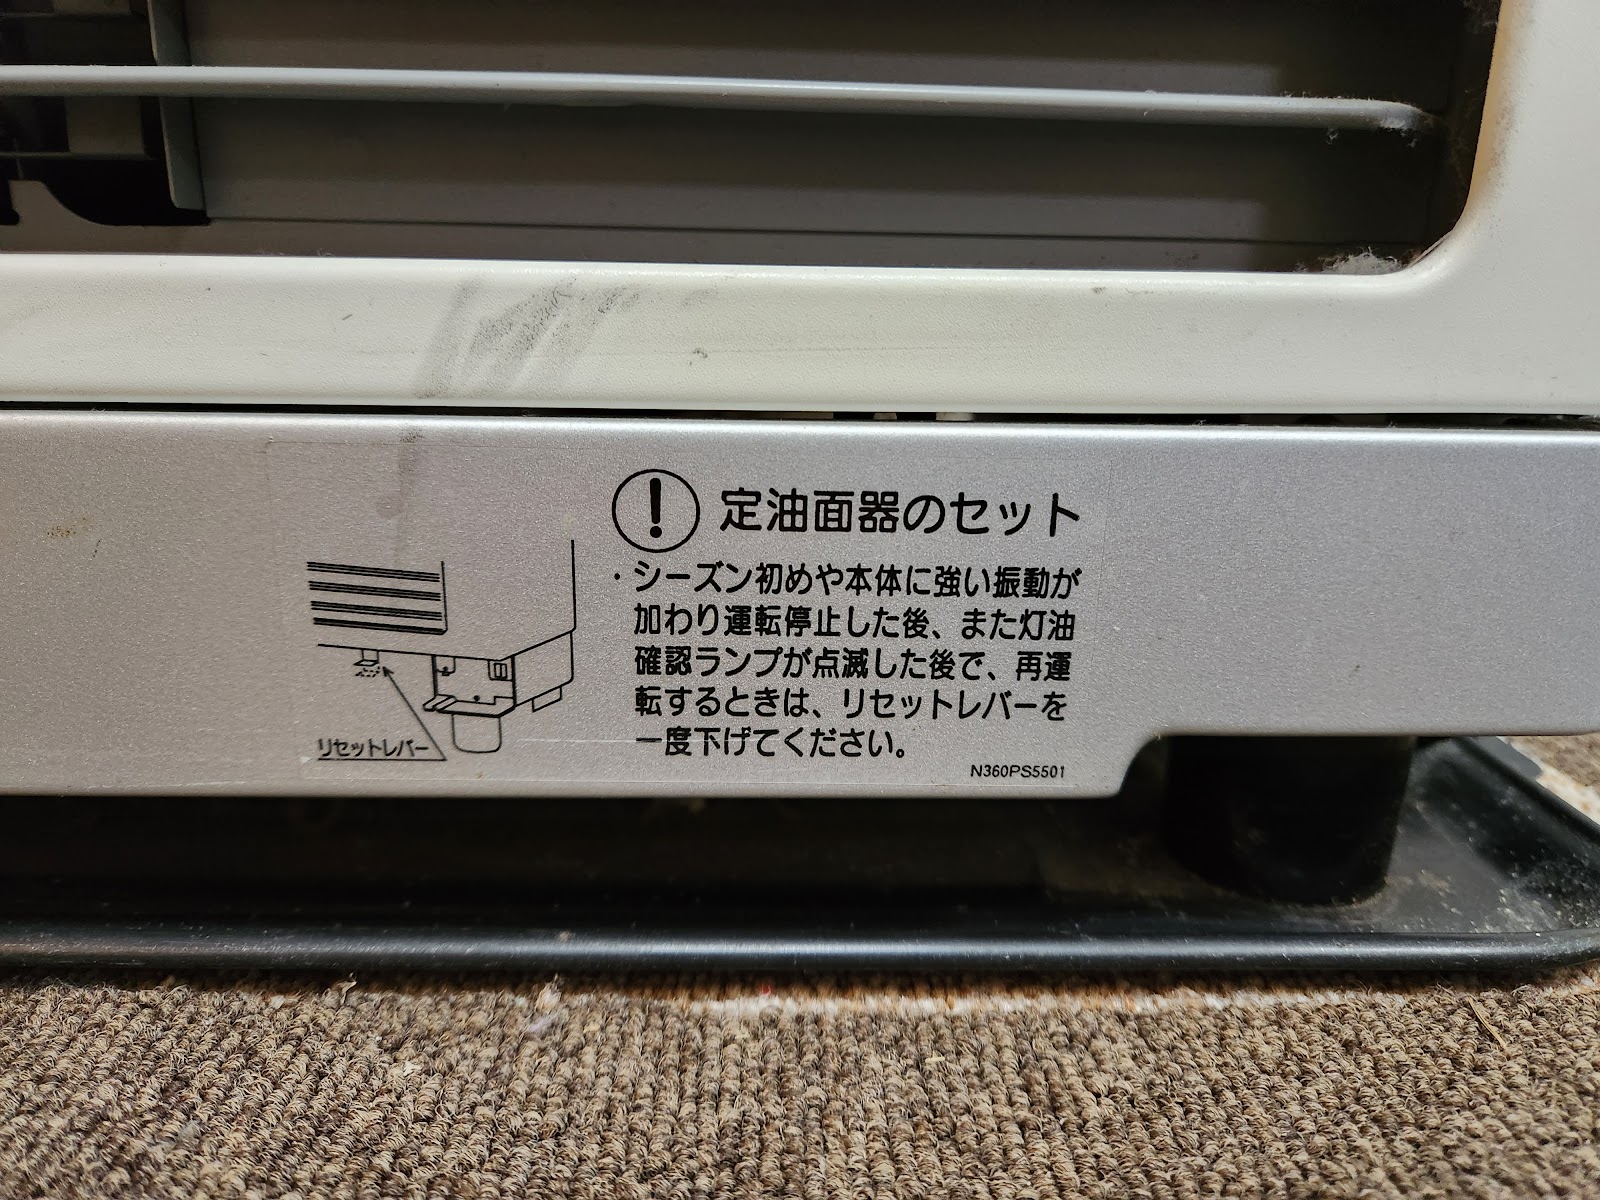 定油面器のセット
・シーズン初めや本体に強い振動が
加わり運転停止した後、また灯油
確認ランプが点滅した後で、再運
転するときは、リセットレバーを
一度下げてください。
リセットレバー
N360PS5501